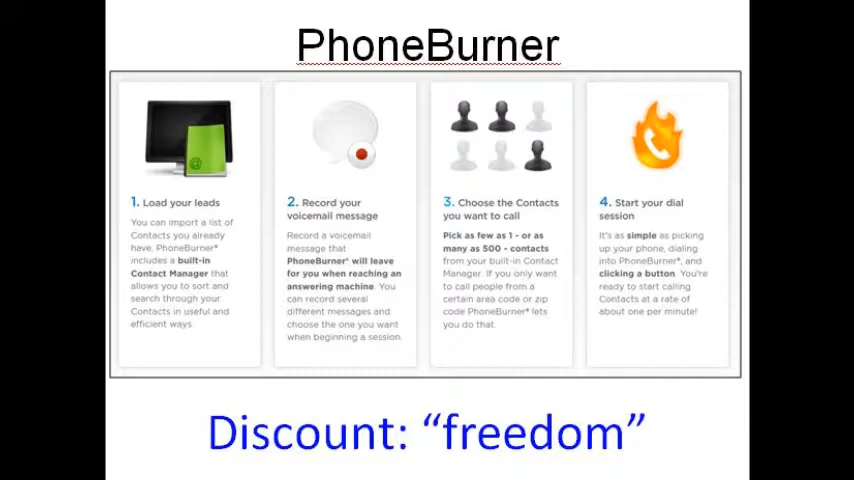 PhoneBurner
1. Load your leads
You can import a list of
Contacts you already
have. PhoneBurner®
includes a built-in
Contact Manager that
allows you to sort and
search through your
Contacts in useful and
efficient ways.
2. Record your
voicemail message
Record a voicemail
message that
PhoneBurner® will leave
for you when reaching an
answering machine. You
can record several
different messages and
choose the one you want
when beginning a session.
3. Choose the Contacts
you want to call
Pick as few as 1 - or as
many as 500 - contacts
from your built-in Contact
Manager. If you only want
to call people from a
certain area code or zip
code PhoneBurner® lets
you do that.
4. Start your dial
session
It's as simple as picking
up your phone, dialing
into PhoneBurner®, and
clicking a button. You're
ready to start calling
Contacts at a rate of
about one per minute!
Discount: “freedom”